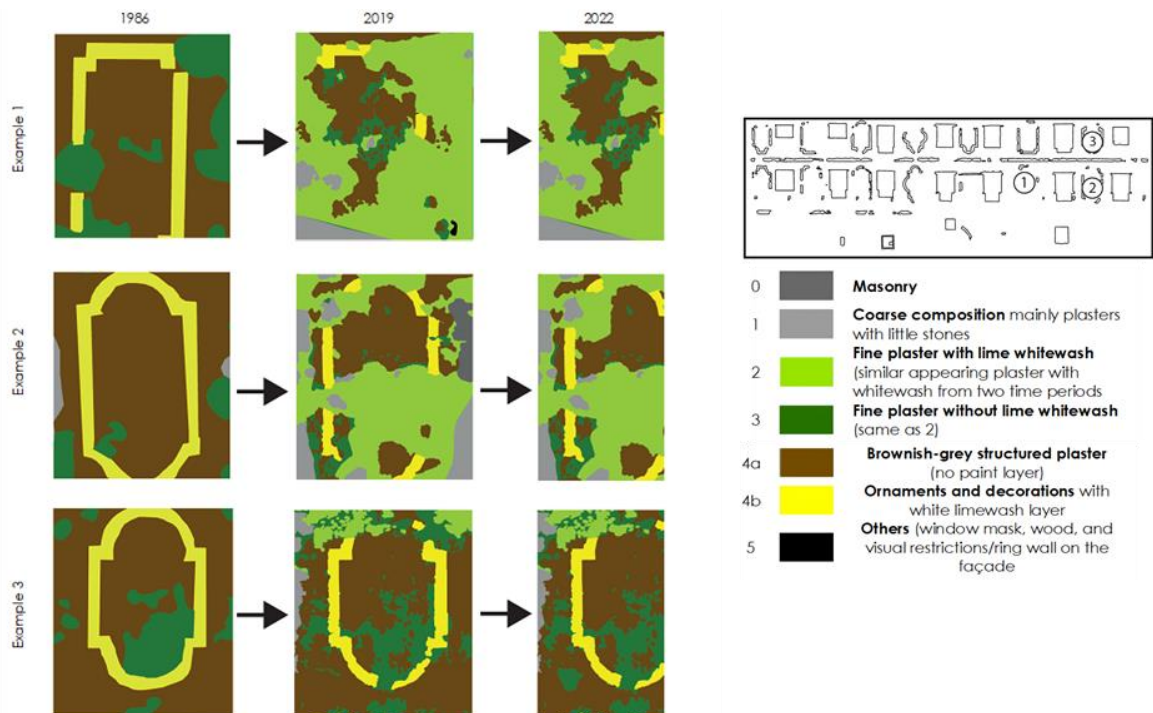 1986
2019
2022
Example 1
Example 2
Example 3
3
1
2
0
Masonry
1
Coarse composition mainly plasters
with little stones
2
Fine plaster with lime whitewash
(similar appearing plaster with
whitewash from two time periods
3
Fine plaster without lime whitewash
(same as 2)
4a
Brownish-grey structured plaster
(no paint layer)
4b
Ornaments and decorations with
white limewash layer
5
Others (window mask, wood, and
visual restrictions/ring wall on the
façade